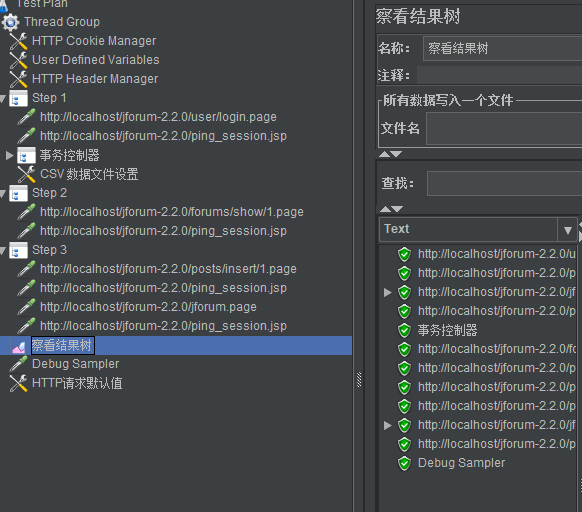 Test Plan
Thread Group
HTTP Cookie Manager
User Defined Variables
HTTP Header Manager
Step 1
http://localhost/jforum-2.2.0/user/login.page
http://localhost/jforum-2.2.0/ping_session.jsp
事务控制器
CSV 数据文件设置
Step 2
http://localhost/jforum-2.2.0/forums/show/1.page
http://localhost/jforum-2.2.0/ping_session.jsp
Step 3
http://localhost/jforum-2.2.0/posts/insert/1.page
http://localhost/jforum-2.2.0/ping_session.jsp
http://localhost/jforum-2.2.0/jforum.page
http://localhost/jforum-2.2.0/ping_session.jsp
察看结果树
Debug Sampler
HTTP请求默认值
察看结果树
名称: 察看结果树
注释:
所有数据写入一个文件
文件名
查找:
Text
http://localhost/jforum-2.2.0/u
http://localhost/jforum-2.2.0/p
http://localhost/jforum-2.2.0/jf
http://localhost/jforum-2.2.0/p
事务控制器
http://localhost/jforum-2.2.0/fo
http://localhost/jforum-2.2.0/p
http://localhost/jforum-2.2.0/p
http://localhost/jforum-2.2.0/p
http://localhost/jforum-2.2.0/jf
http://localhost/jforum-2.2.0/p
Debug Sampler